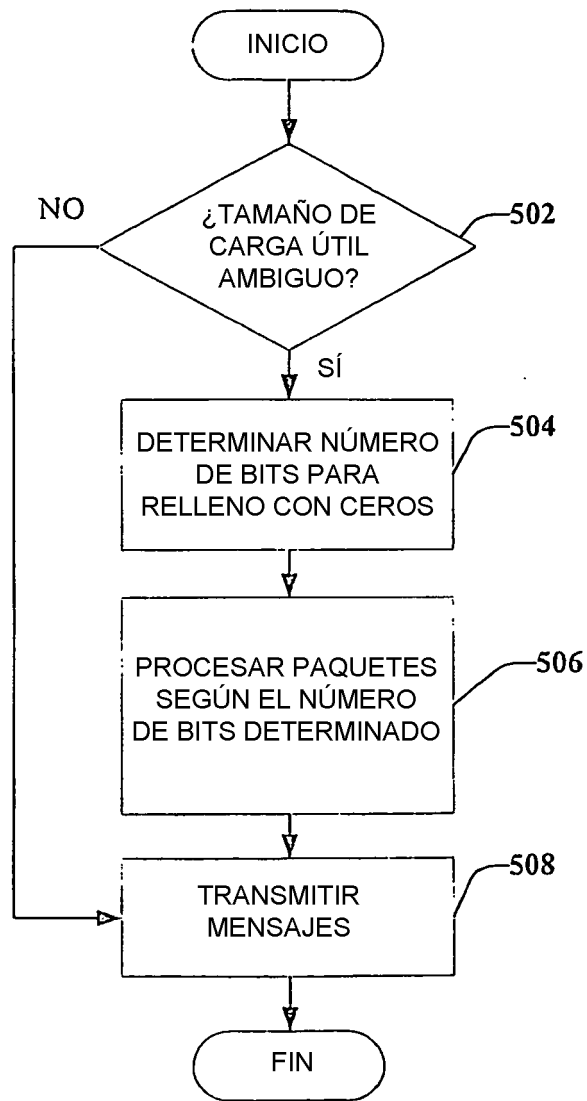 INICIO
NO
¿TAMAÑO DE
CARGA ÚTIL
AMBIGUO?
502
SÍ
DETERMINAR NÚMERO
DE BITS PARA
RELLENO CON CEROS
504
PROCESAR PAQUETES
SEGÚN EL NÚMERO
DE BITS DETERMINADO
506
TRANSMITIR
MENSAJES
508
FIN